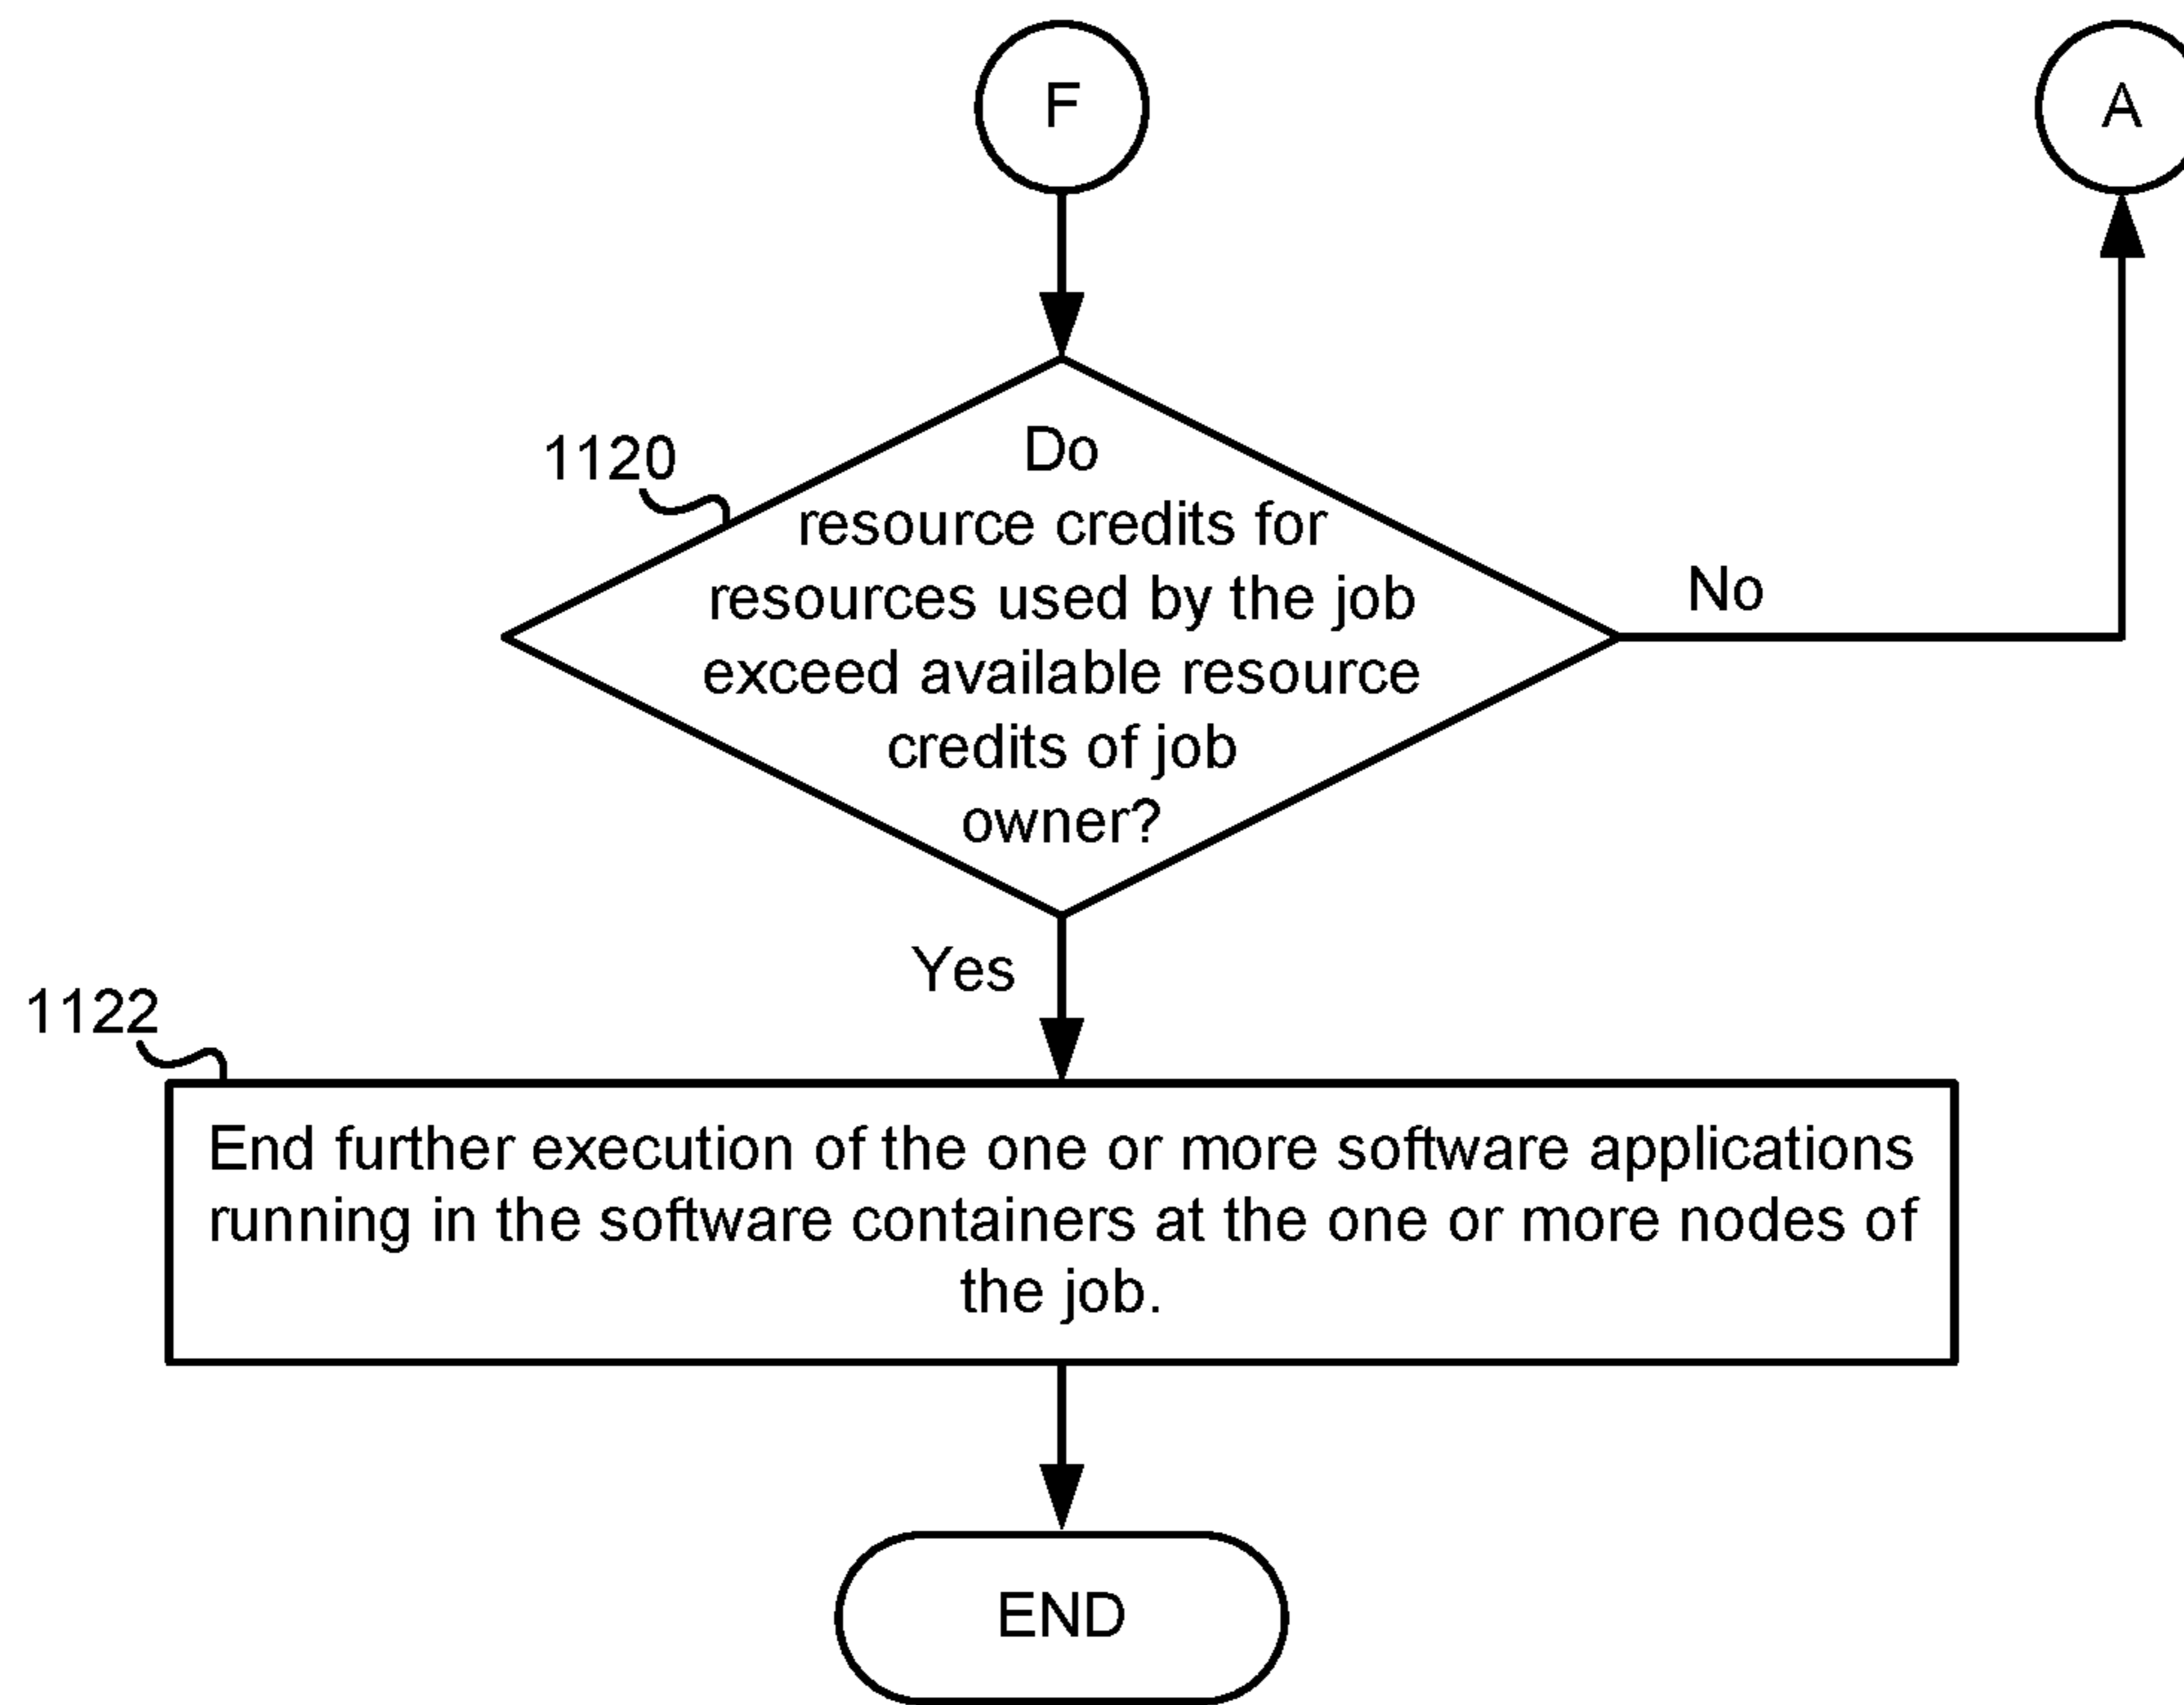 F
A
1120
Do
resource credits for
resources used by the job
exceed available resource
credits of job
owner?
No
Yes
1122
End further execution of the one or more software applications
running in the software containers at the one or more nodes of
the job.
END